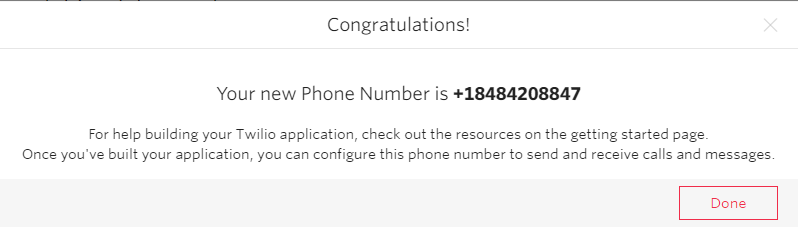 Congratulations!
Your new Phone Number is +18484208847
For help building your Twilio application, check out the resources on the getting started page.
Once you've built your application, you can configure this phone number to send and receive calls and messages.
Done